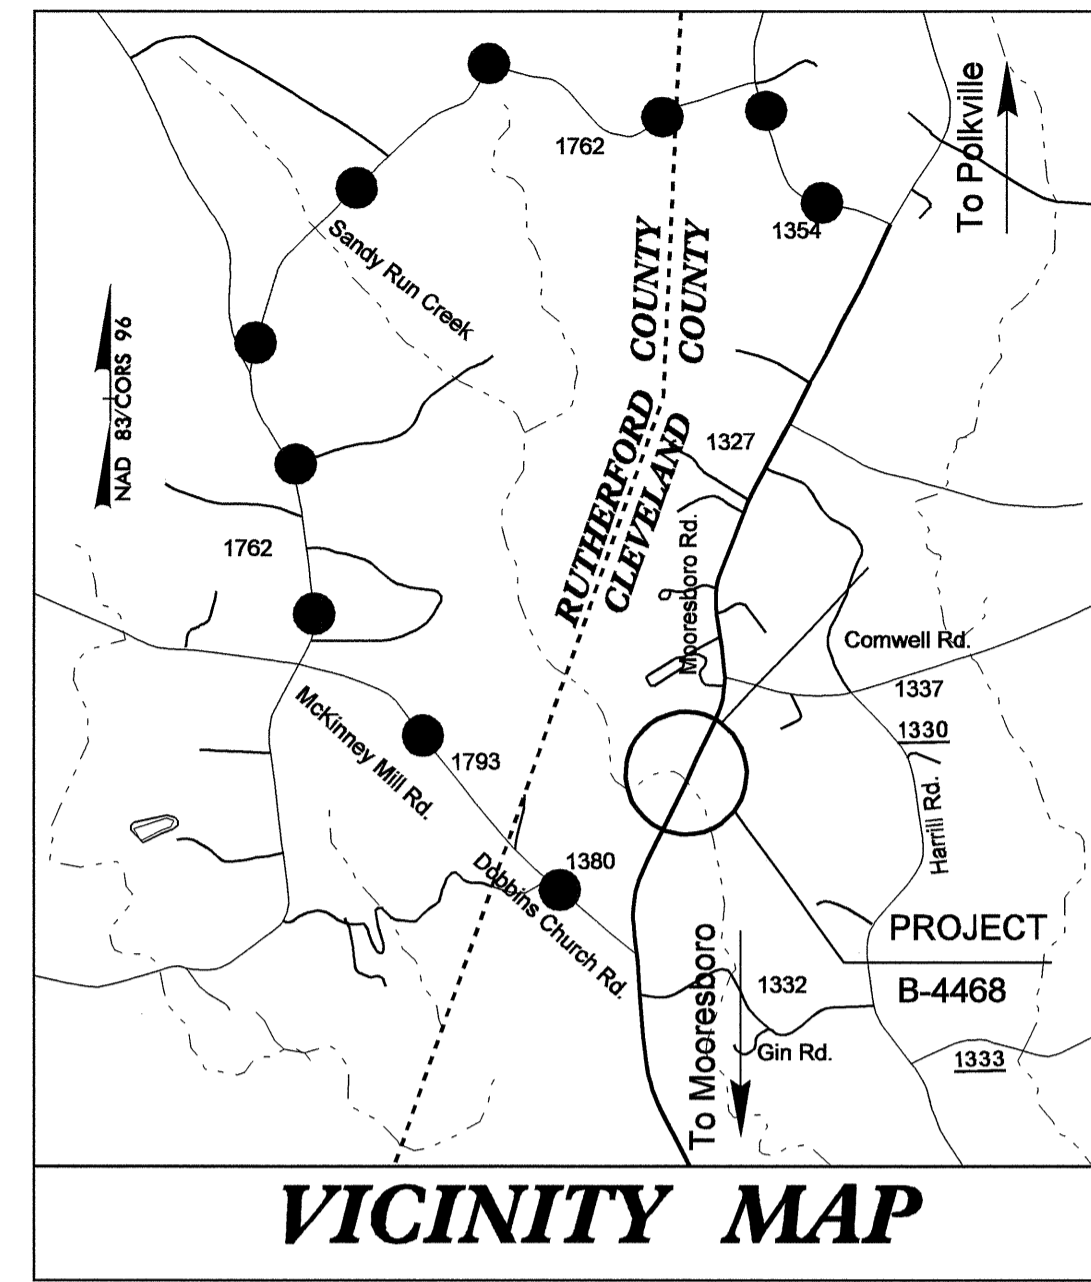 1762
To Polkville
1354
Sandy Run Creek
COUNTY
COUNTY
NAD 83/CORS 96
RUTHERFORD
CLEVELAND
1327
1762
Mooresboro Rd.
Comwell Rd.
1337
McKinney Mill Rd.
1793
1330
Harrill Rd.
1380
Dobbins Church Rd.
PROJECT
B-4468
To Mooresboro
1332
Gin Rd.
1333
VICINITY MAP